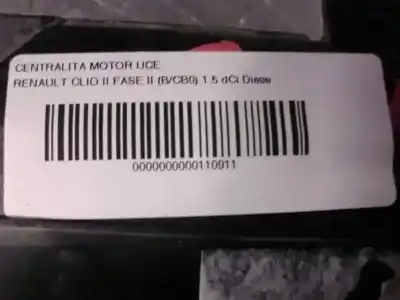 CENTRALITA MOTOR UCE
RENAULT CLIO II FASE II (B/CB0) 1.5 dCi Diese
0000000000110911